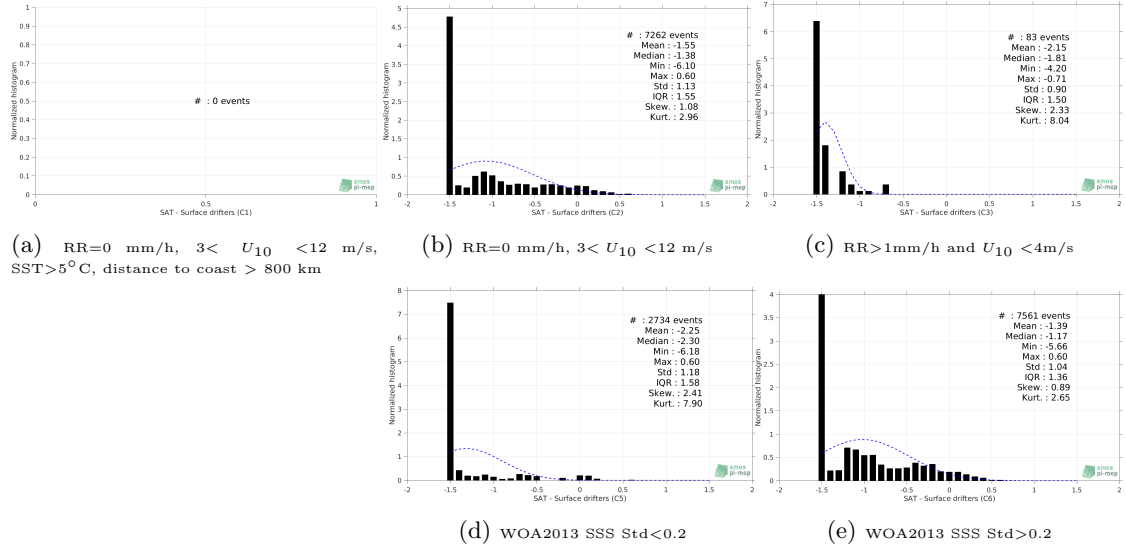 1
0.9
0.8
0.7
0.6
0.5
0.4
0.3
0.2
0.1
0
Normalized histogram
# : 0 events
smos
pi-mep
0 0.5 1
SAT - Surface drifters (C1)
(a) RR=0 mm/h, 3< U10 <12 m/s,
SST>5°C, distance to coast > 800 km
5
4.5
4
3.5
3
2.5
2
1.5
1
0.5
0
Normalized histogram
# : 7262 events
Mean : -1.55
Median : -1.38
Min : -6.10
Max : 0.60
Std : 1.13
IQR : 1.55
Skew. : 1.08
Kurt. : 2.96
smos
pi-mep
-2 -1.5 -1 -0.5 0 0.5 1 1.5 2
SAT - Surface drifters (C2)
(b) RR=0 mm/h, 3< U10 <12 m/s
7
6
5
4
3
2
1
0
Normalized histogram
# : 83 events
Mean : -2.15
Median : -1.81
Min : -4.20
Max : -0.71
Std : 0.90
IQR : 1.50
Skew. : 2.33
Kurt. : 8.04
smos
pi-mep
-2 -1.5 -1 -0.5 0 0.5 1 1.5 2
SAT - Surface drifters (C3)
(c) RR>1mm/h and U10 <4m/s
8
7
6
5
4
3
2
1
0
Normalized histogram
# : 2734 events
Mean : -2.25
Median : -2.30
Min : -6.18
Max : 0.60
Std : 1.18
IQR : 1.58
Skew. : 2.41
Kurt. : 7.90
smos
pi-mep
-2 -1.5 -1 -0.5 0 0.5 1 1.5 2
SAT - Surface drifters (C5)
(d) WOA2013 SSS Std<0.2
4
3.5
3
2.5
2
1.5
1
0.5
0
Normalized histogram
# : 7561 events
Mean : -1.39
Median : -1.17
Min : -5.66
Max : 0.60
Std : 1.04
IQR : 1.36
Skew. : 0.89
Kurt. : 2.65
smos
pi-mep
-2 -1.5 -1 -0.5 0 0.5 1 1.5 2
SAT - Surface drifters (C6)
(e) WOA2013 SSS Std>0.2